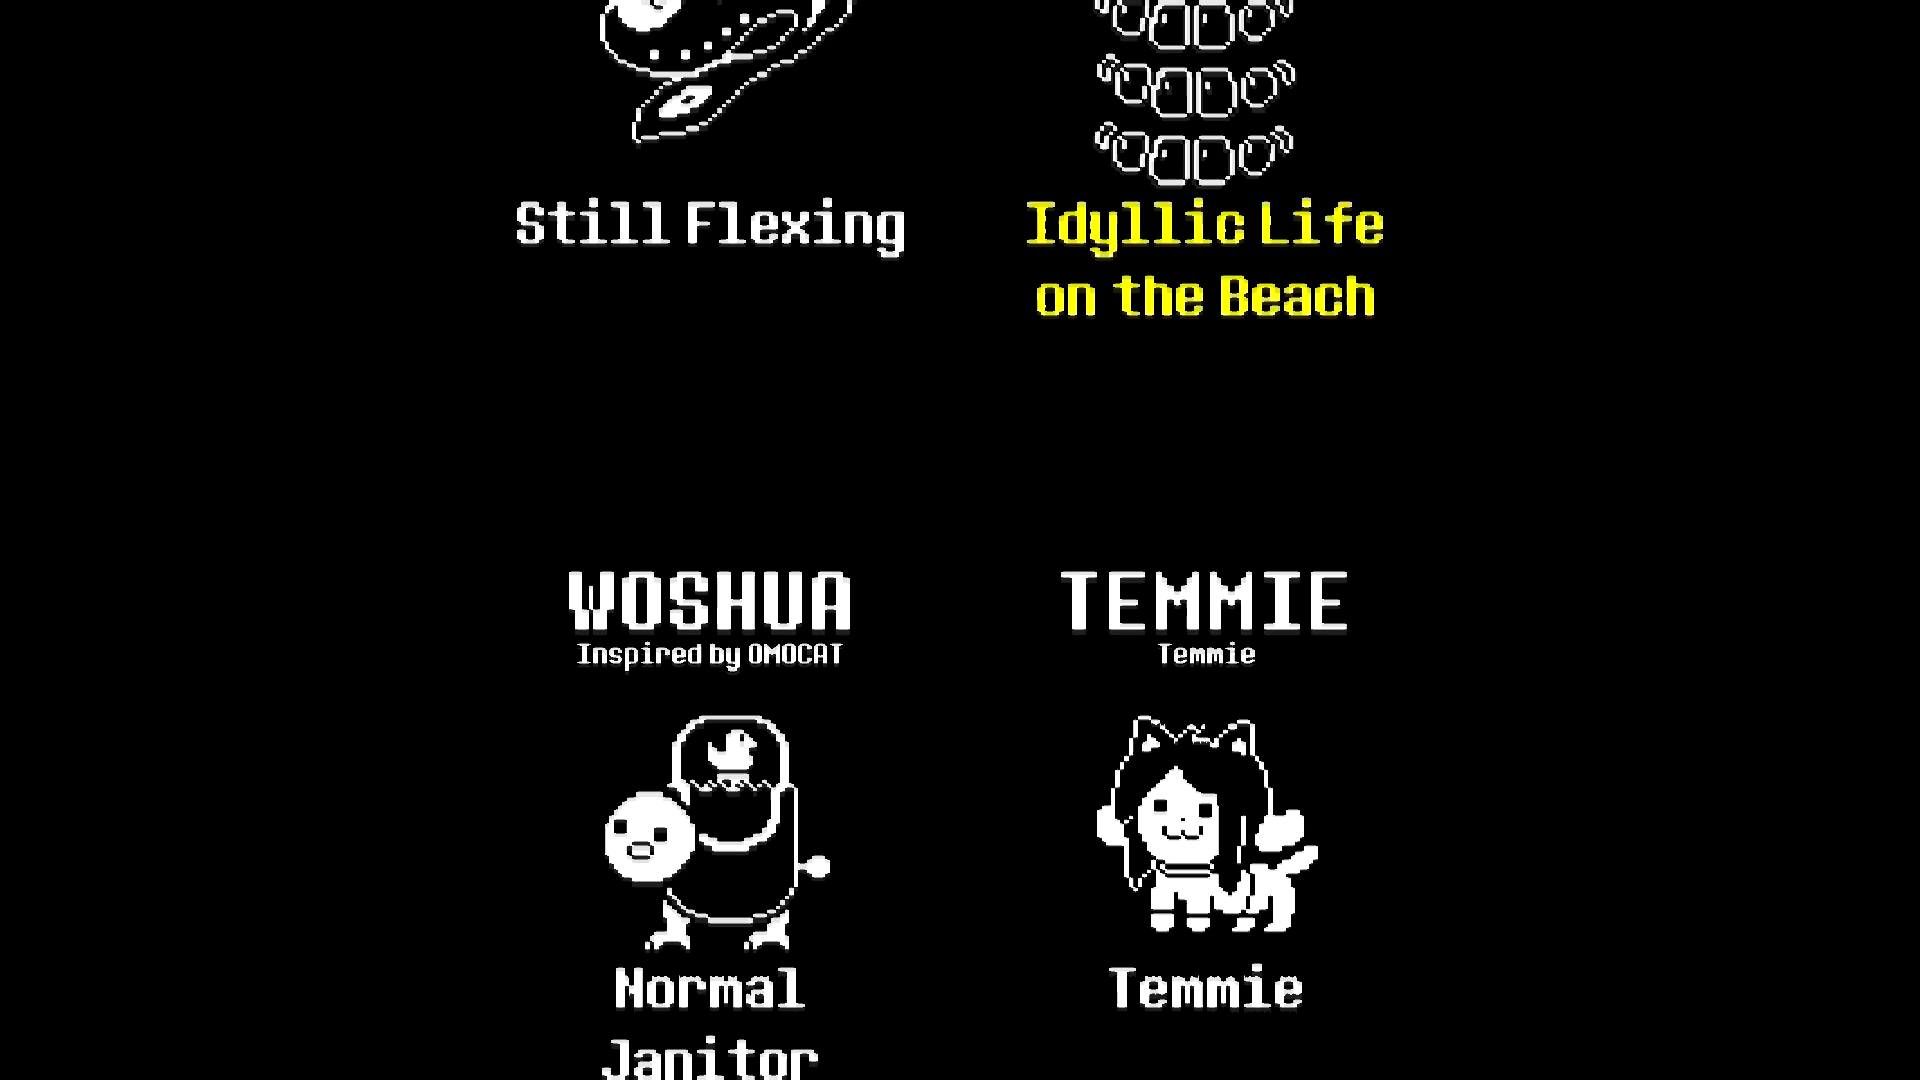 Still Flexing
Idyllic Life
on the Beach
WOSHUA
Inspired by OMOCAT
TEMMIE
Temmie
Normal
Janitor
Temmie